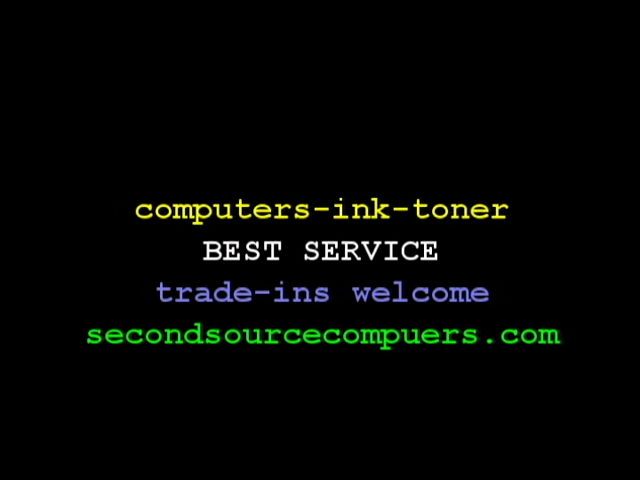 computers-ink-toner
BEST SERVICE
trade-ins welcome
secondsourcecompuers.com